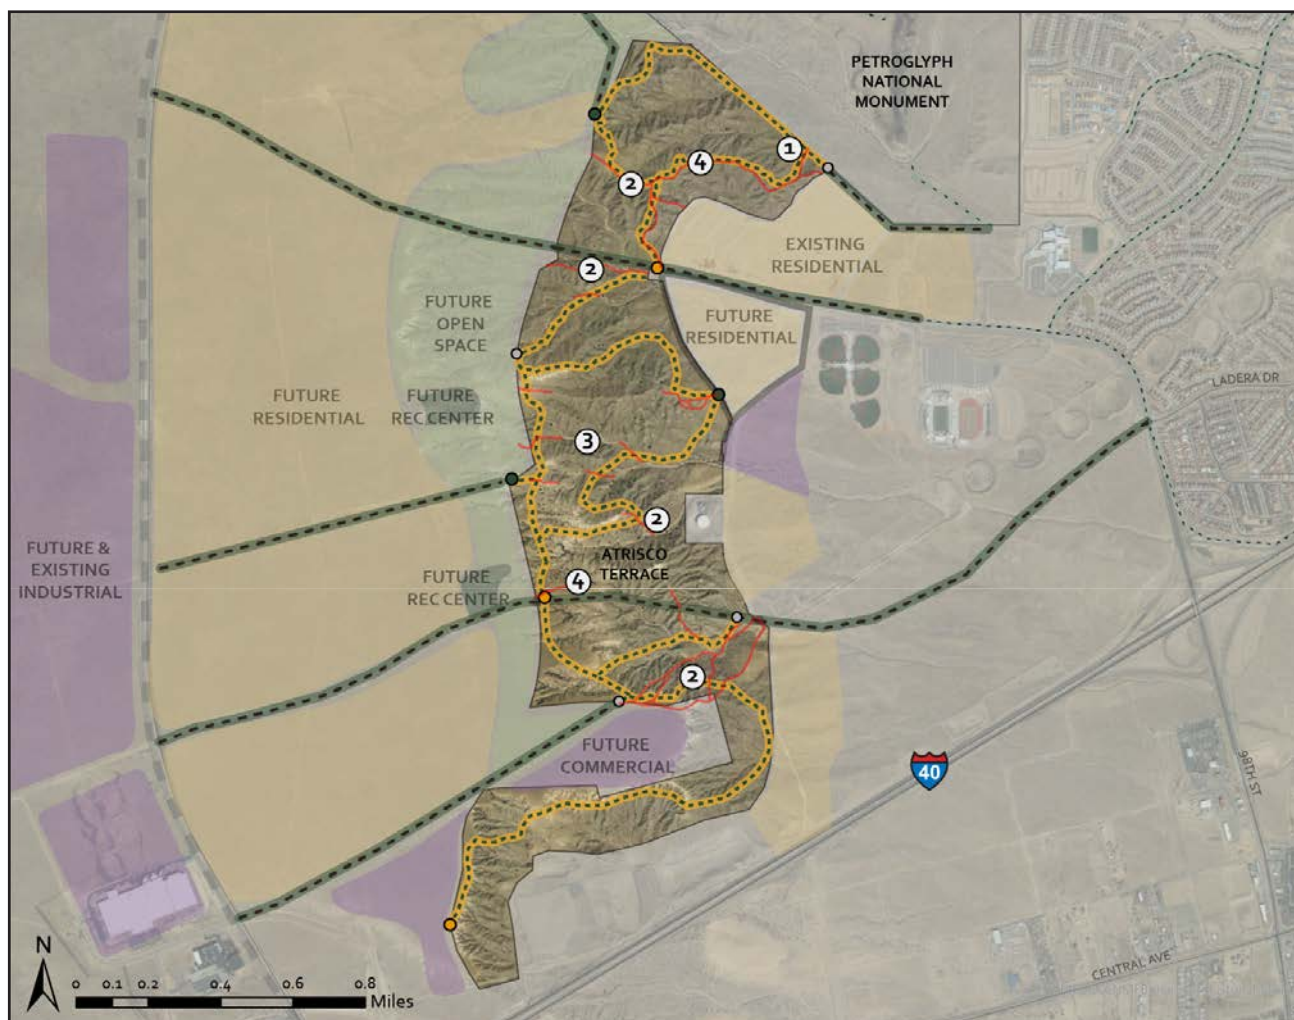 PETROGLYPH
NATIONAL
MONUMENT
1
4
2
EXISTING
RESIDENTIAL
2
FUTURE
OPEN
SPACE
FUTURE
RESIDENTIAL
LADERA DR
FUTURE
RESIDENTIAL
FUTURE
REC CENTER
3
2
FUTURE &
EXISTING
INDUSTRIAL
ATRISCO
TERRACE
4
FUTURE
REC CENTER
2
FUTURE
COMMERCIAL
40
98TH ST
CENTRAL AVE
N
0 0.1 0.2 0.4 0.6 0.8
Miles